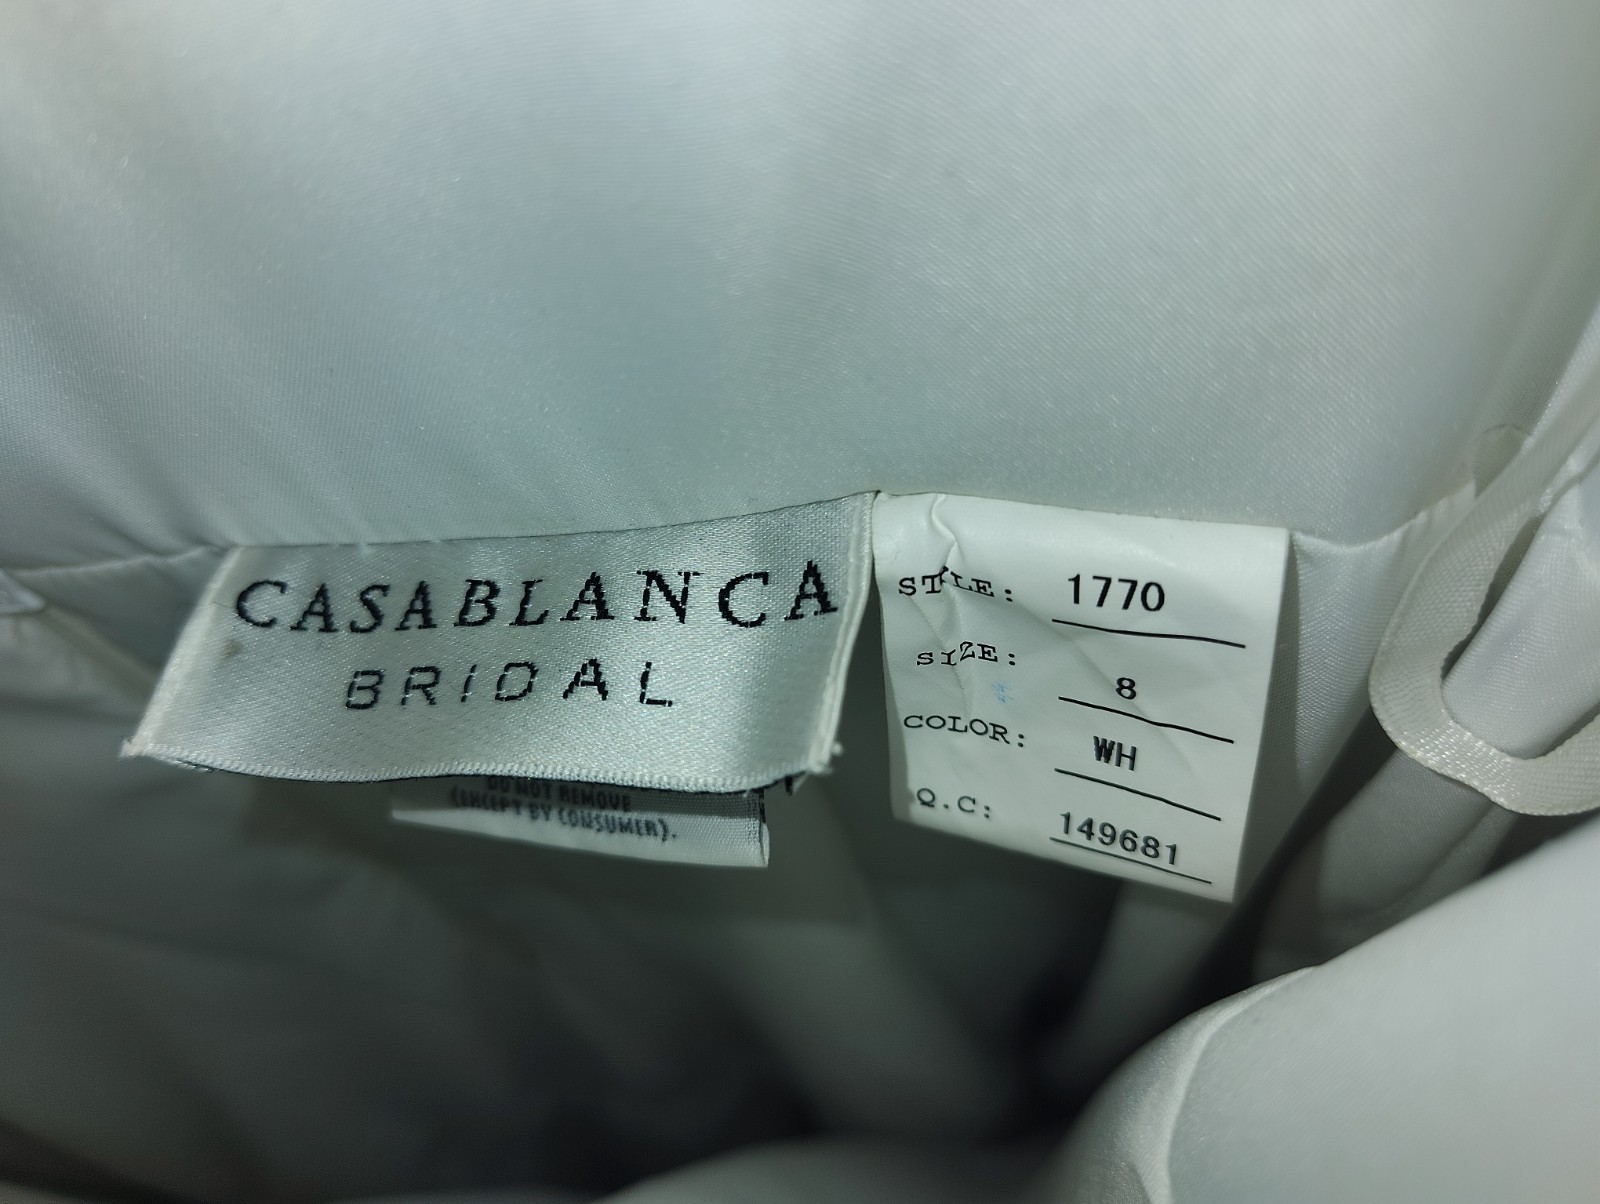 CASABLANCA
BRIDAL
DO NOT REMOVE
(EXCEPT BY CONSUMER).
STYLE: 1770
SIZE: 8
COLOR: WH
Q.C: 149681